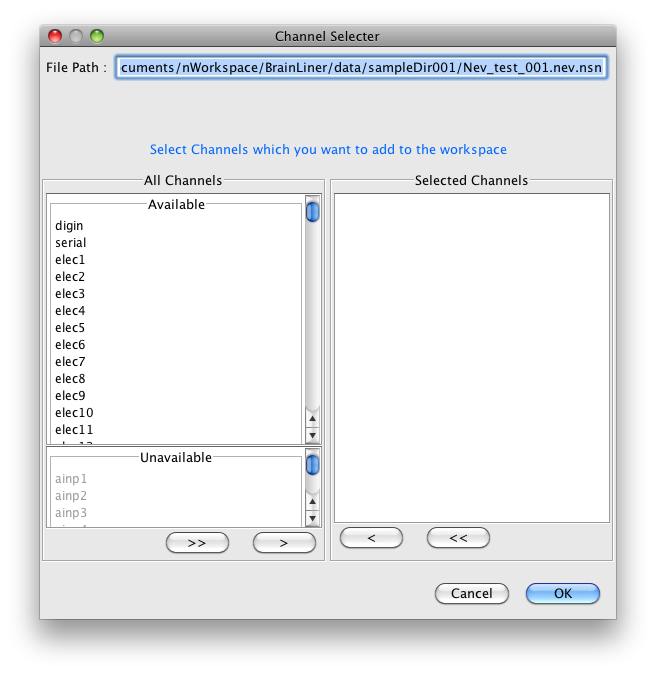 Channel Selecter
File Path :
cuments/nWorkspace/BrainLiner/data/sampleDir001/Nev_test_001.nev.nsn
Select Channels which you want to add to the workspace
All Channels
Available
digin
serial
elec1
elec2
elec3
elec4
elec5
elec6
elec7
elec8
elec9
elec10
elec11
Unavailable
ainp1
ainp2
ainp3
>>
>
Selected Channels
<
<<
Cancel
OK